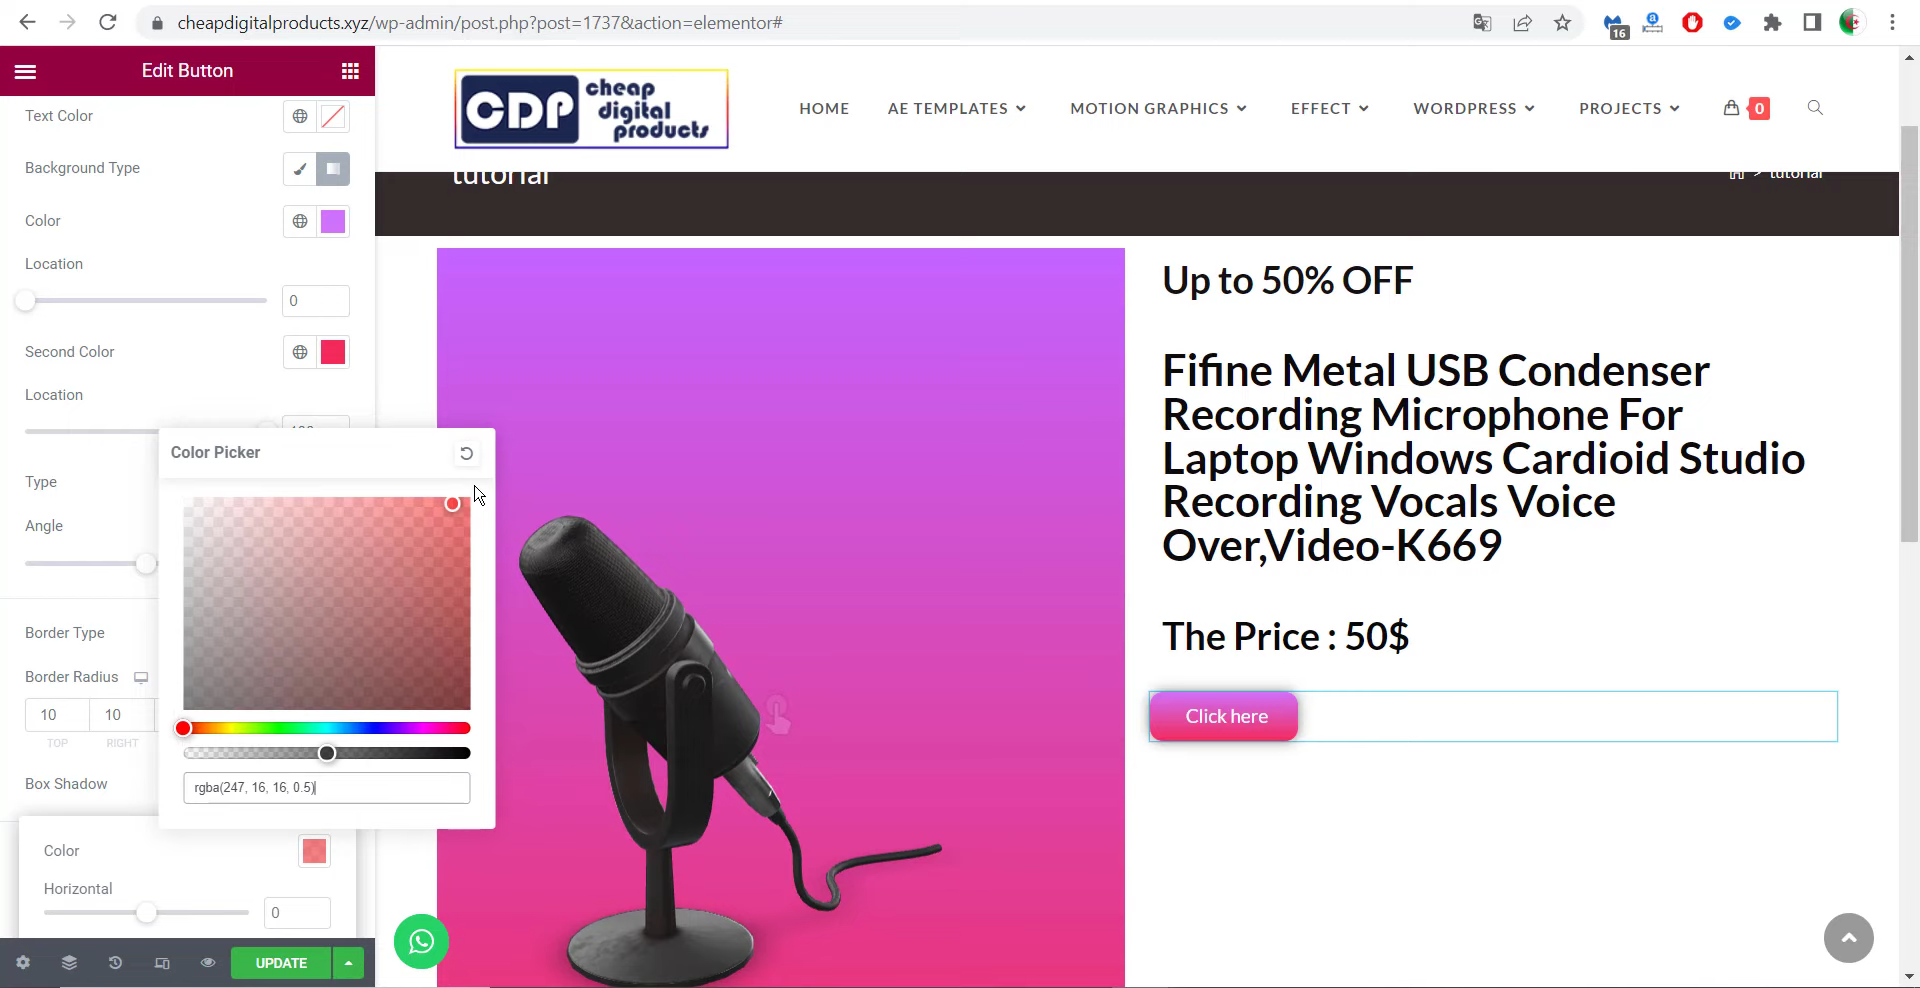 cheapdigitalproducts.xyz/wp-admin/post.php?post=1737&action=elementor#
16
Edit Button
Text Color
Background Type
Color
Location
0
Second Color
Location
Type
Angle
Border Type
Border Radius
10
10
TOP
RIGHT
Box Shadow
Color
Horizontal
0
UPDATE
Color Picker
rgba(247, 16, 16, 0.5)
CDP
cheap
digital
products
HOME
AE TEMPLATES
MOTION GRAPHICS
EFFECT
WORDPRESS
PROJECTS
0
tutorial
> tutorial
Up to 50% OFF
Fifine Metal USB Condenser
Recording Microphone For
Laptop Windows Cardioid Studio
Recording Vocals Voice
Over,Video-K669
The Price : 50$
Click here